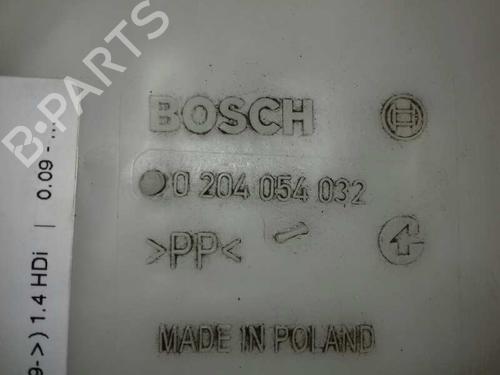 B-PARTS
BOSCH
0 204 054 032
>PP<
MADE IN POLAND
9->) 1.4 HDi | 0.09 - ...